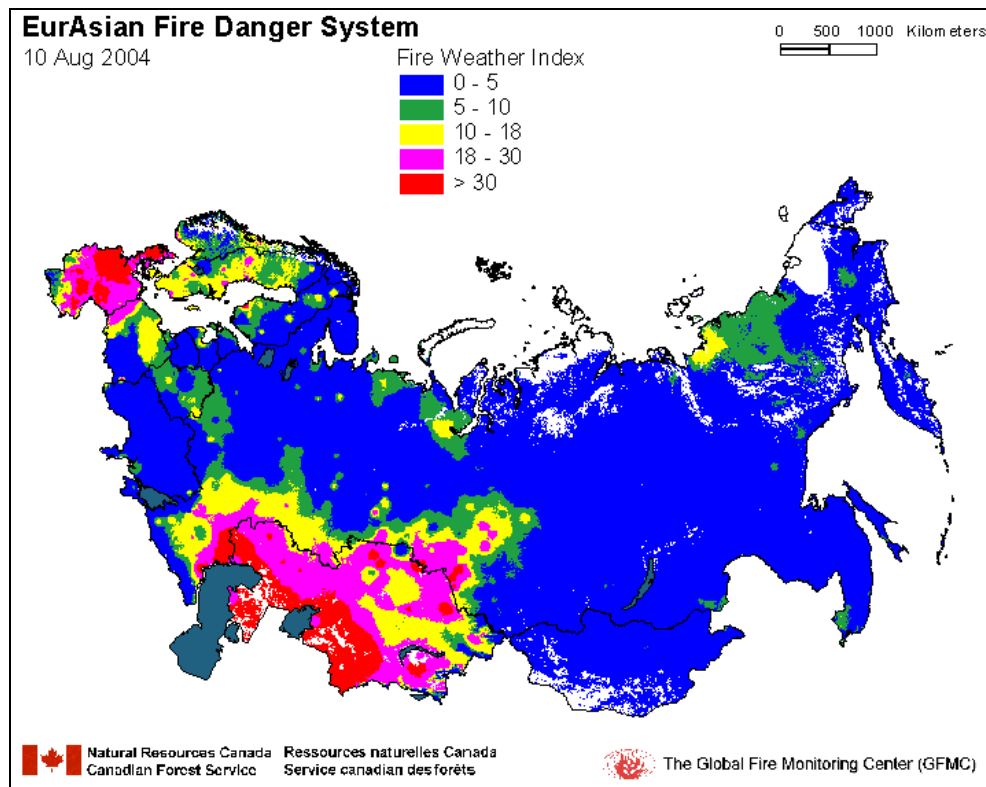 EurAsian Fire Danger System
10 Aug 2004
0 500 1000 Kilometers
Fire Weather Index
0 - 5
5 - 10
10 - 18
18 - 30
> 30
Natural Resources Canada Ressources naturelles Canada
Canadian Forest Service Service canadian des forêts
The Global Fire Monitoring Center (GFMC)